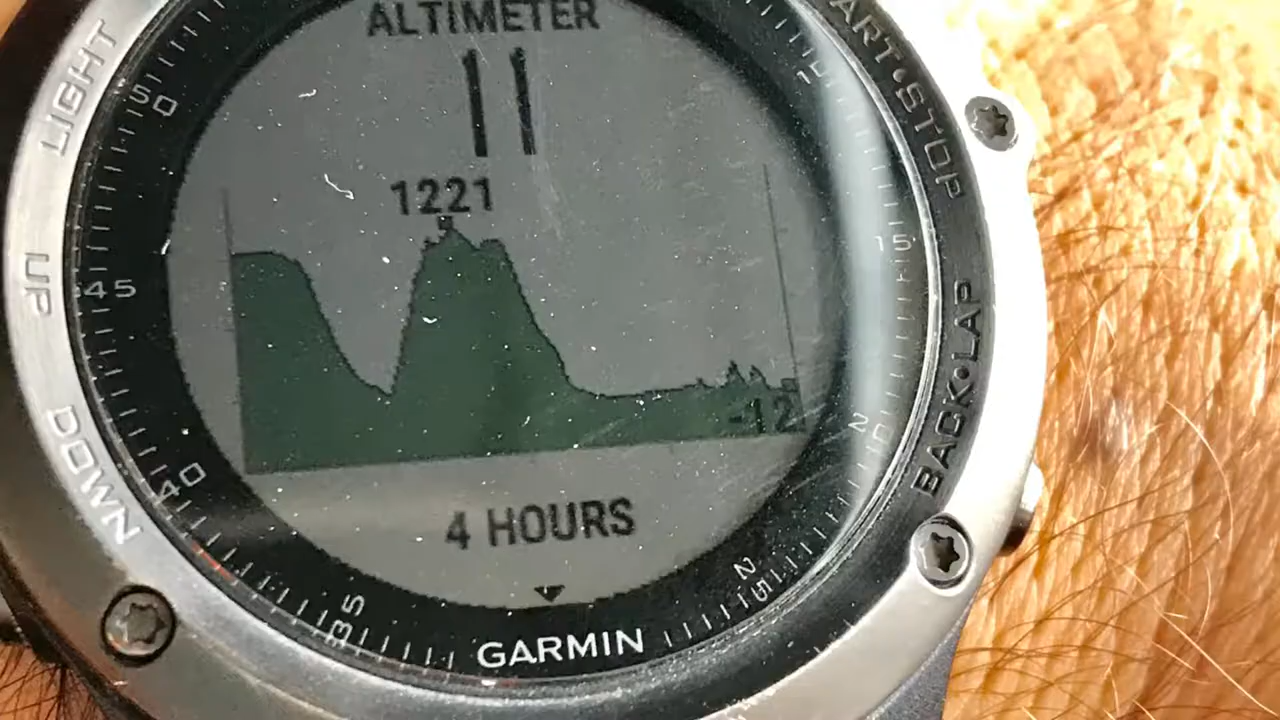 ALTIMETER
11
1221
-12
4 HOURS
GARMIN
LIGHT
UP
DOWN
ART•STOP
BACK•LAP
50
45
40
35
25
20
15